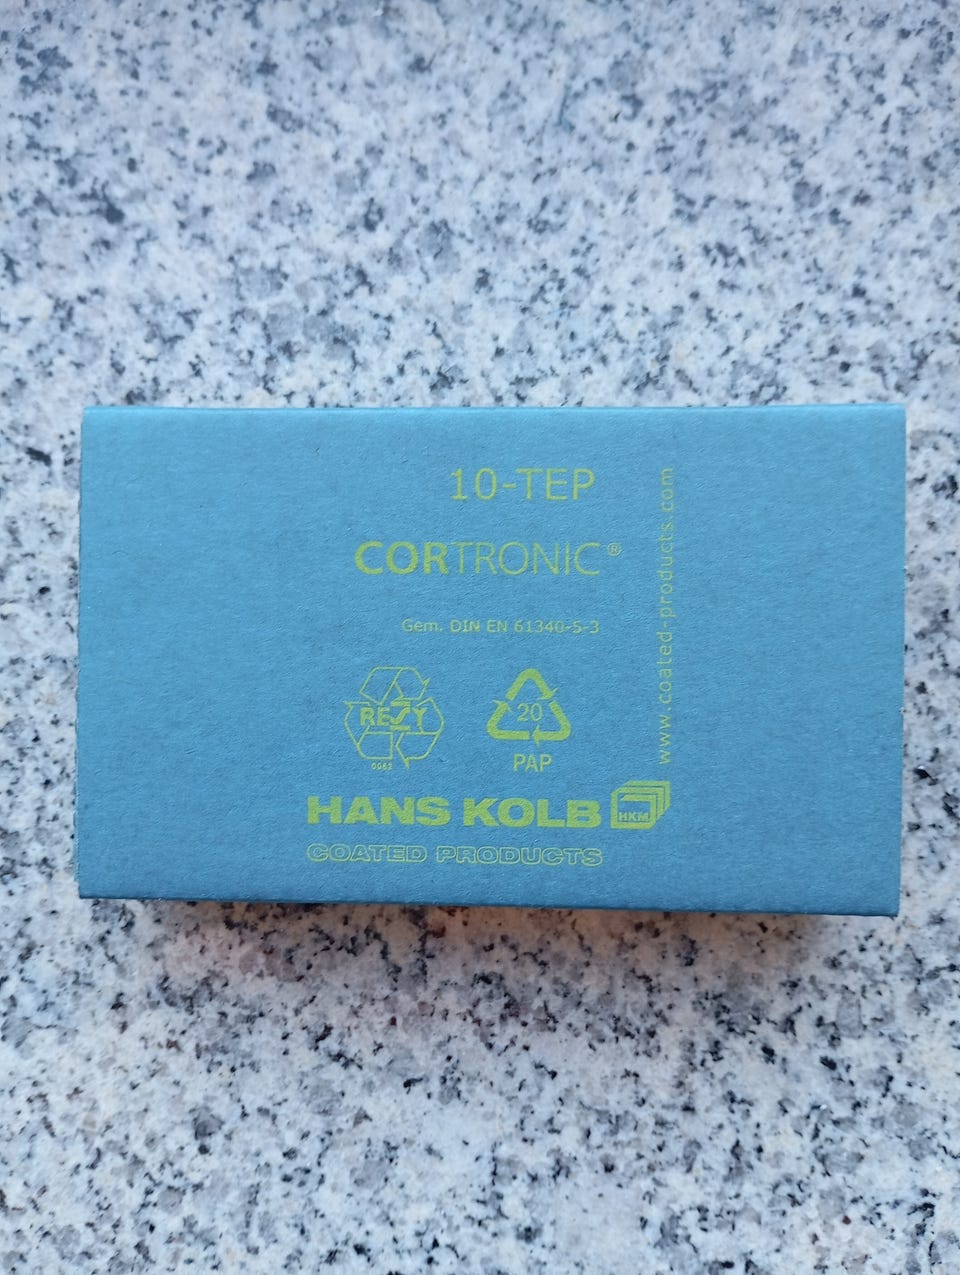 10-TEP
CORTRONIC®
Gem. DIN EN 61340-5-3
RESY
0062
20
PAP
HANS KOLB
HKM
COATED PRODUCTS
www.coated-products.com